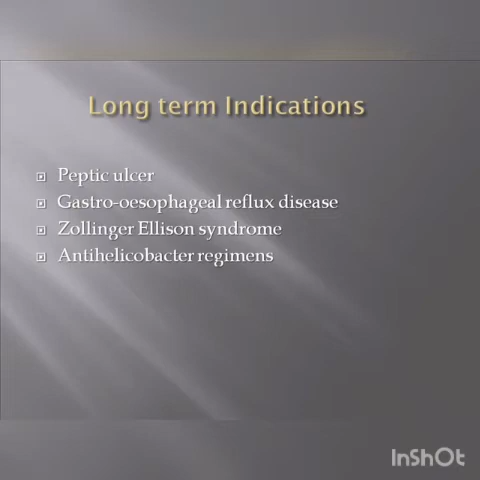 Long term Indications
Peptic ulcer
Gastro-oesophageal reflux disease
Zollinger Ellison syndrome
Antihelicobacter regimens
InShOt